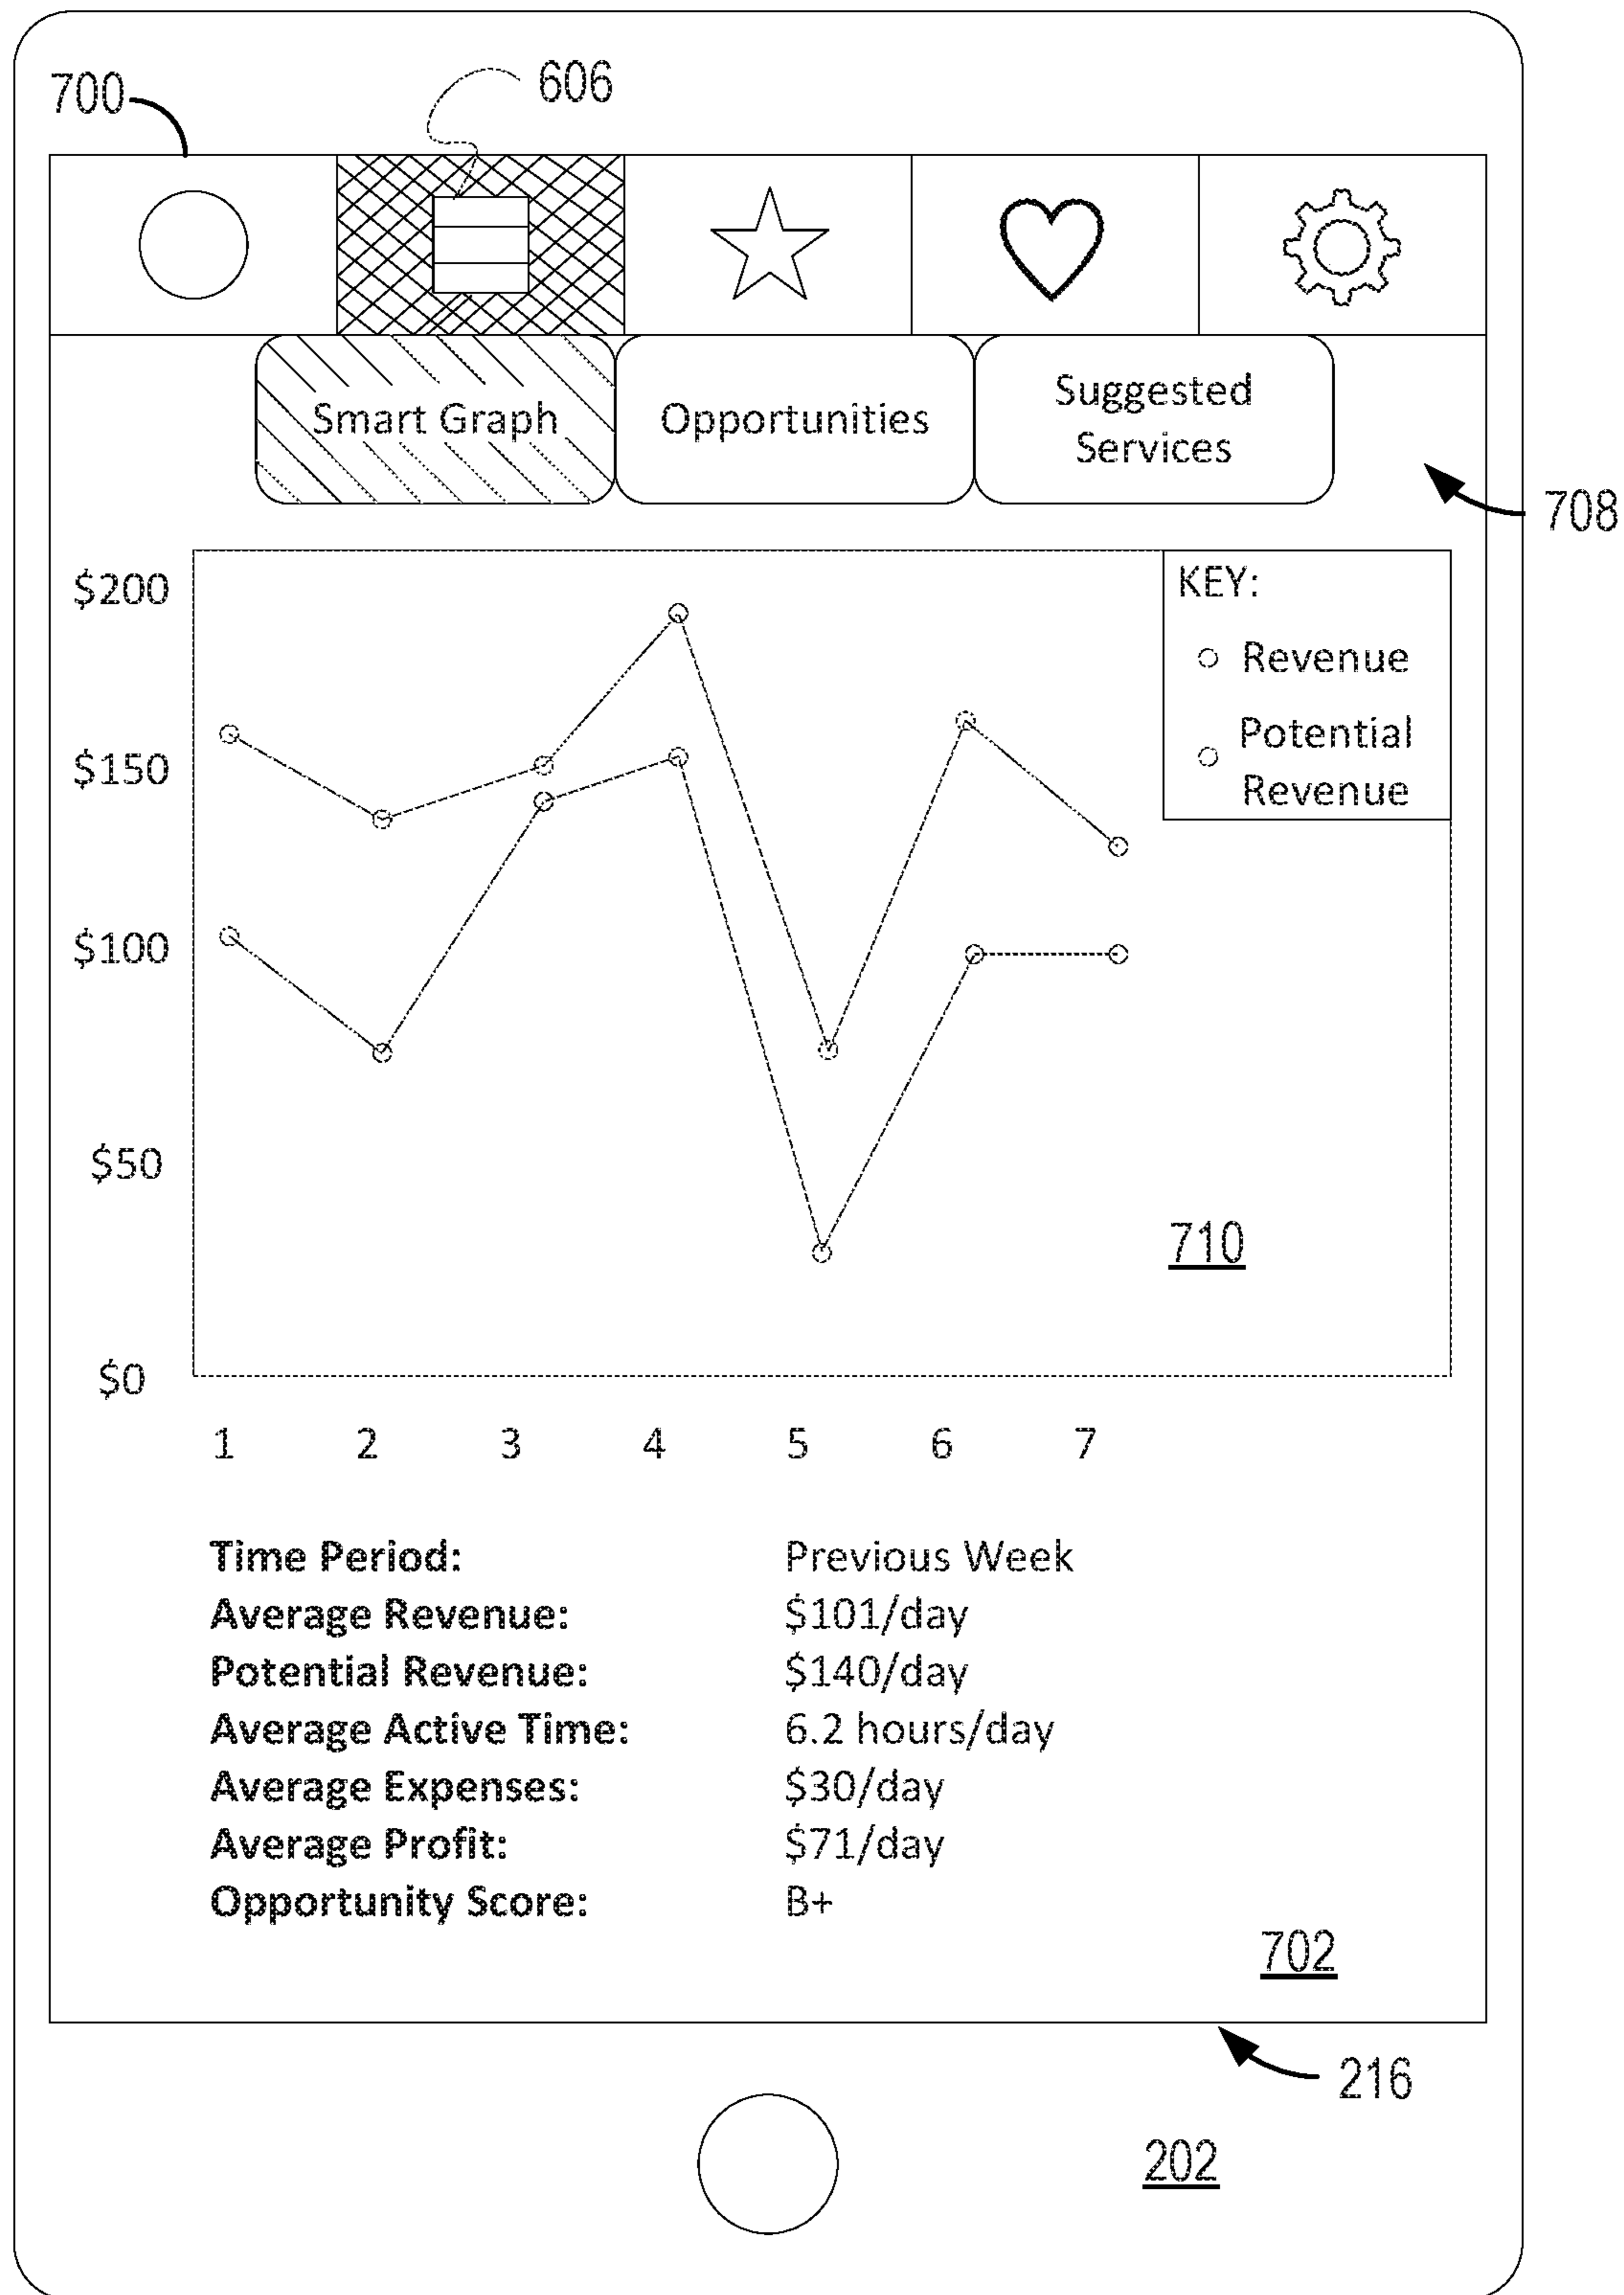 700
606
Smart Graph
Opportunities
Suggested
Services
708
$200
$150
$100
$50
$0
KEY:
Revenue
Potential
Revenue
710
1 2 3 4 5 6 7
Time Period: Previous Week
Average Revenue: $101/day
Potential Revenue: $140/day
Average Active Time: 6.2 hours/day
Average Expenses: $30/day
Average Profit: $71/day
Opportunity Score: B+
702
216
202